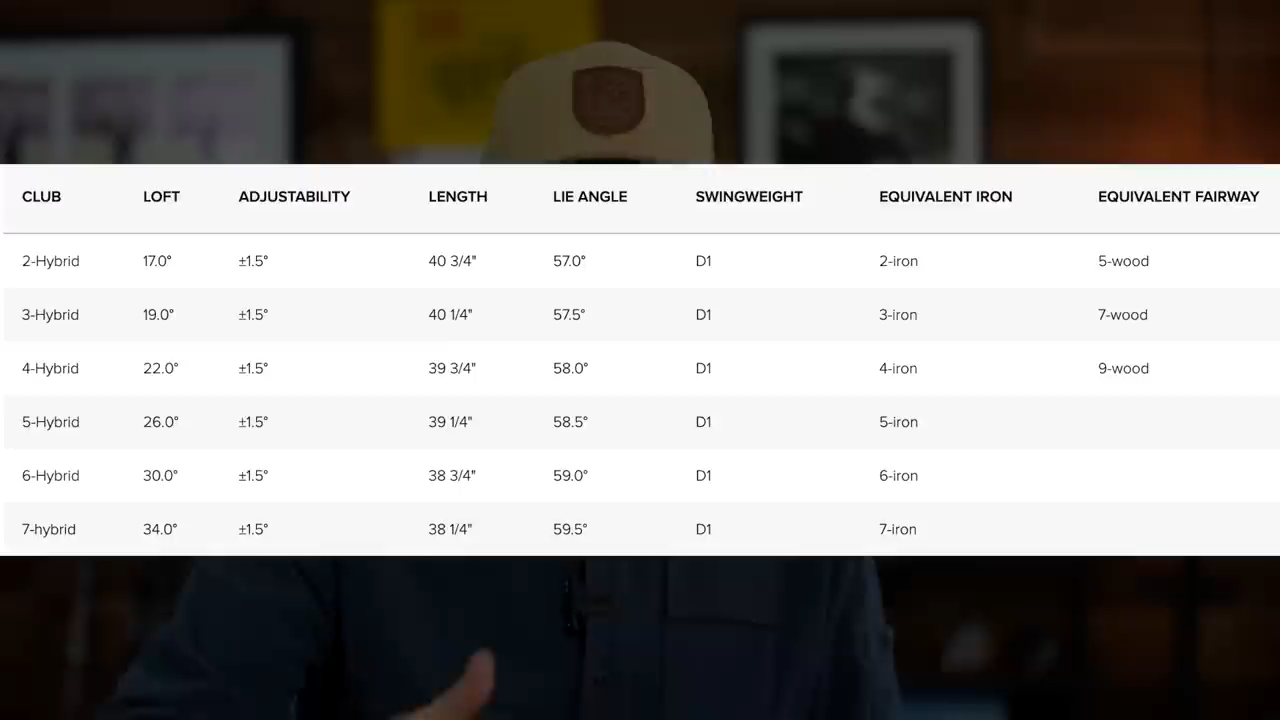 CLUB LOFT ADJUSTABILITY LENGTH LIE ANGLE SWINGWEIGHT EQUIVALENT IRON EQUIVALENT FAIRWAY
2-Hybrid 17.0° ±1.5° 40 3/4" 57.0° D1 2-iron 5-wood
3-Hybrid 19.0° ±1.5° 40 1/4" 57.5° D1 3-iron 7-wood
4-Hybrid 22.0° ±1.5° 39 3/4" 58.0° D1 4-iron 9-wood
5-Hybrid 26.0° ±1.5° 39 1/4" 58.5° D1 5-iron
6-Hybrid 30.0° ±1.5° 38 3/4" 59.0° D1 6-iron
7-hybrid 34.0° ±1.5° 38 1/4" 59.5° D1 7-iron